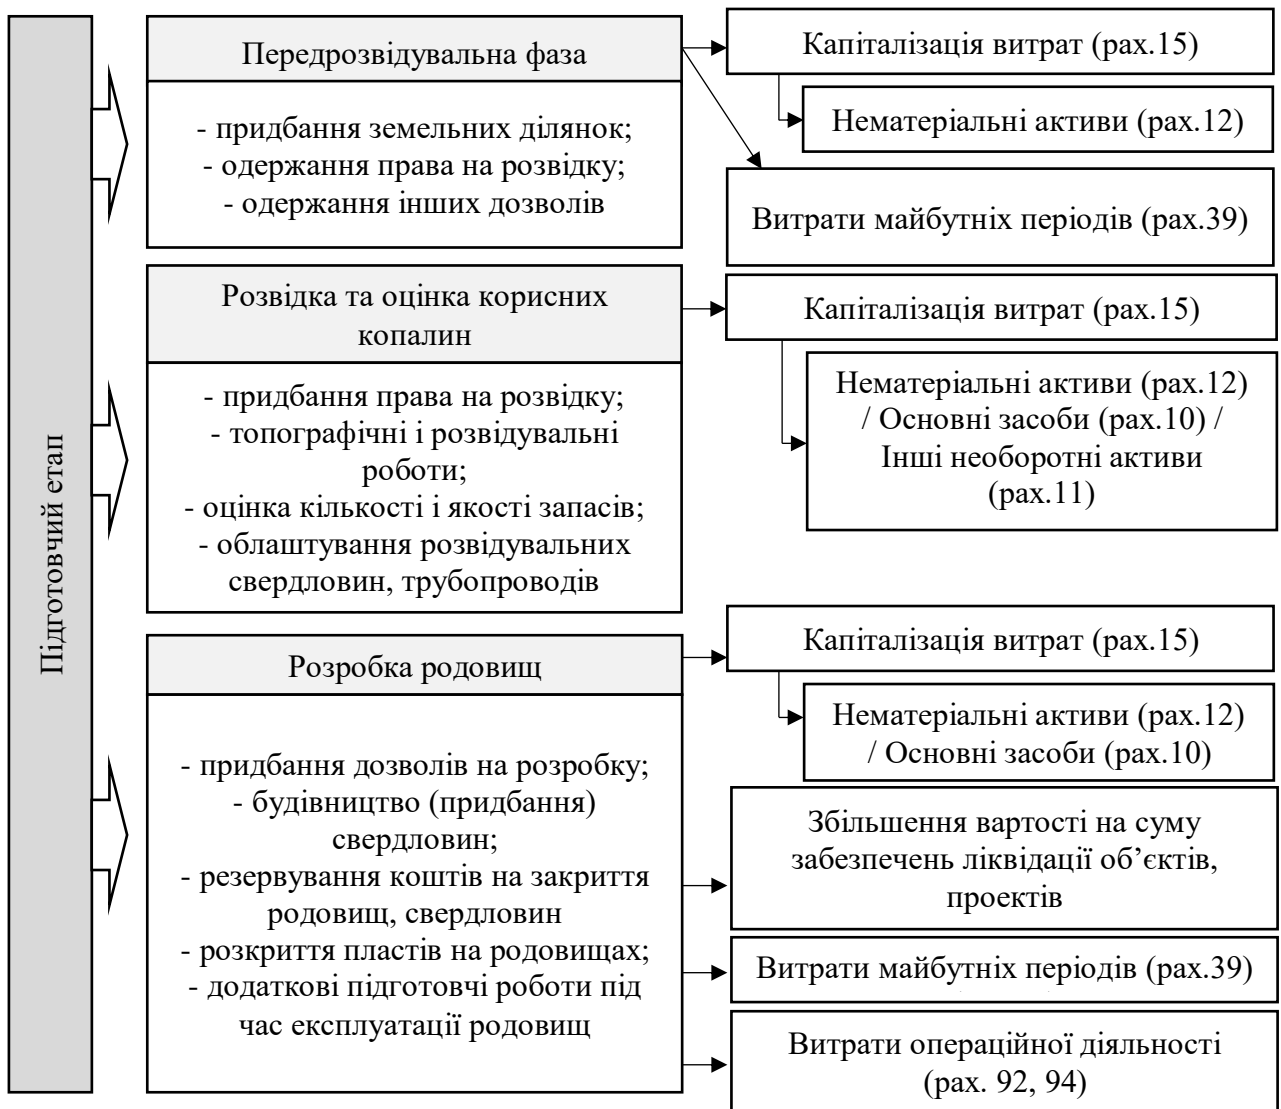 Підготовчий етап
Передрозвідувальна фаза
- придбання земельних ділянок;
- одержання права на розвідку;
- одержання інших дозволів
Капіталізація витрат (рах.15)
Нематеріальні активи (рах.12)
Витрати майбутніх періодів (рах.39)
Розвідка та оцінка корисних
копалин
- придбання права на розвідку;
- топографічні і розвідувальні
роботи;
- оцінка кількості і якості запасів;
- облаштування розвідувальних
свердловин, трубопроводів
Капіталізація витрат (рах.15)
Нематеріальні активи (рах.12)
/ Основні засоби (рах.10) /
Інші необоротні активи
(рах.11)
Розробка родовищ
- придбання дозволів на розробку;
- будівництво (придбання)
свердловин;
- резервування коштів на закриття
родовищ, свердловин
- розкриття пластів на родовищах;
- додаткові підготовчі роботи під
час експлуатації родовищ
Капіталізація витрат (рах.15)
Нематеріальні активи (рах.12)
/ Основні засоби (рах.10)
Збільшення вартості на суму
забезпечень ліквідації об’єктів,
проектів
Витрати майбутніх періодів (рах.39)
Витрати операційної діяльності
(рах. 92, 94)